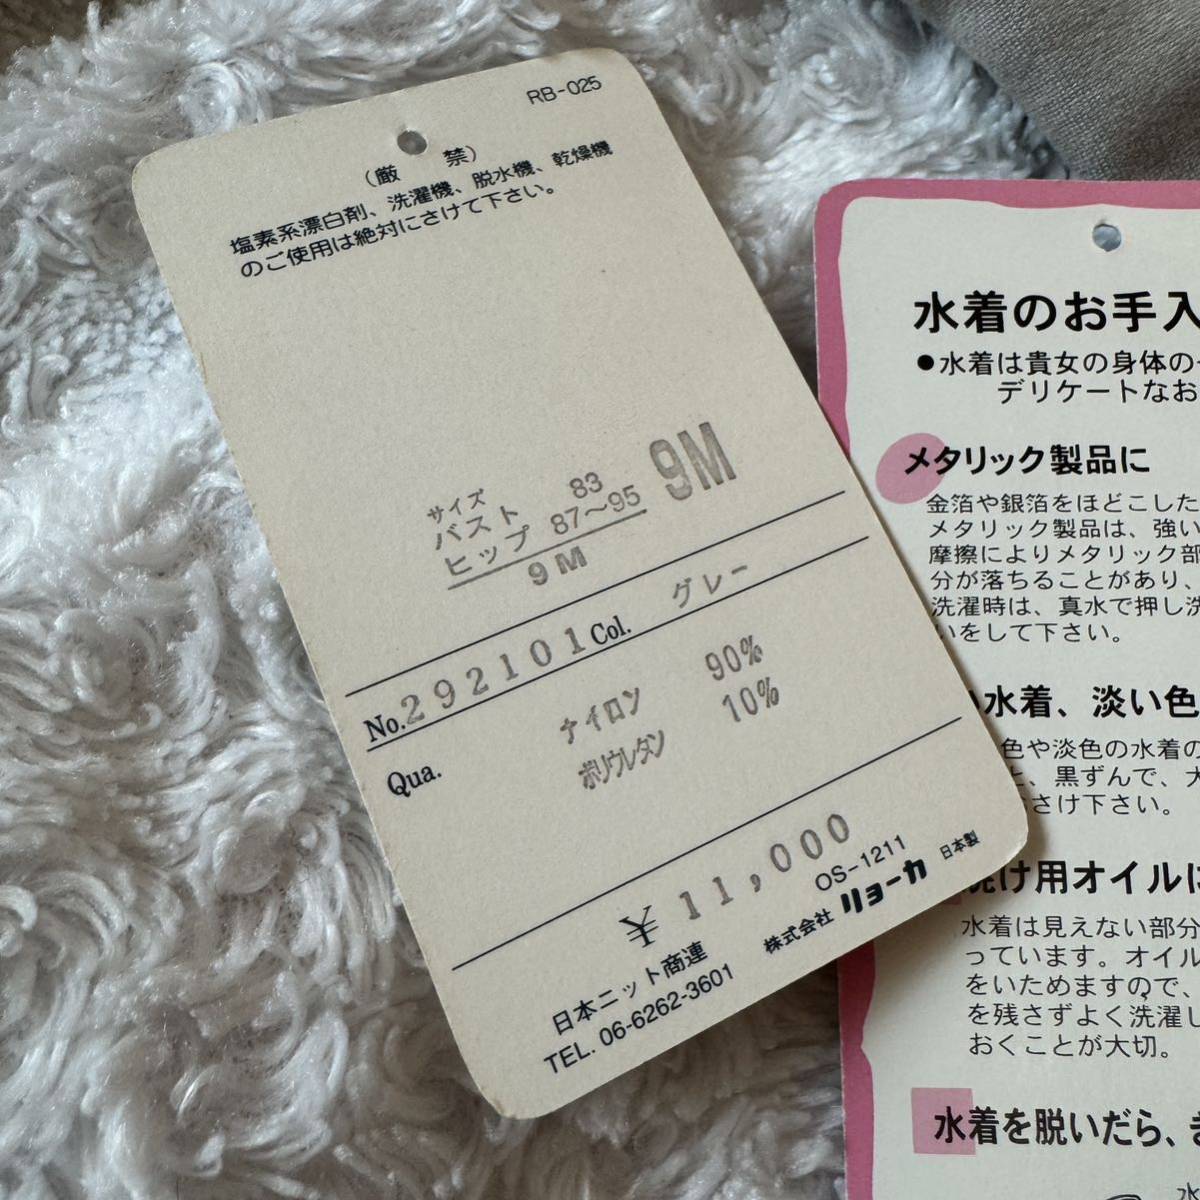 RB-025
(厳 禁)
塩素系漂白剤、洗濯機、脱水機、乾燥機
のご使用は絶対にさけて下さい。
サイズ
バスト 83
ヒップ 87〜95
9M
9M
No.292101 Col. グレー
Qua. ナイロン 90%
ポリウレタン 10%
¥11,000
OS-1211
日本ニット商連 株式会社 リョーカ 日本製
TEL. 06-6262-3601
水着のお手入
●水着は貴女の身体の
デリケートなお
メタリック製品に
金箔や銀箔をほどこした
メタリック製品は、強い
摩擦によりメタリック部
分が落ちることがあり、
洗濯時は、真水で押し洗
いをして下さい。
水着、淡い色
色や淡色の水着の
、黒ずんで、
さけ下さい。
け用オイルは
水着は見えない部分
っています。オイル
をいためますので、
を残さずよく洗濯し
おくことが大切。
水着を脱いだら、
水